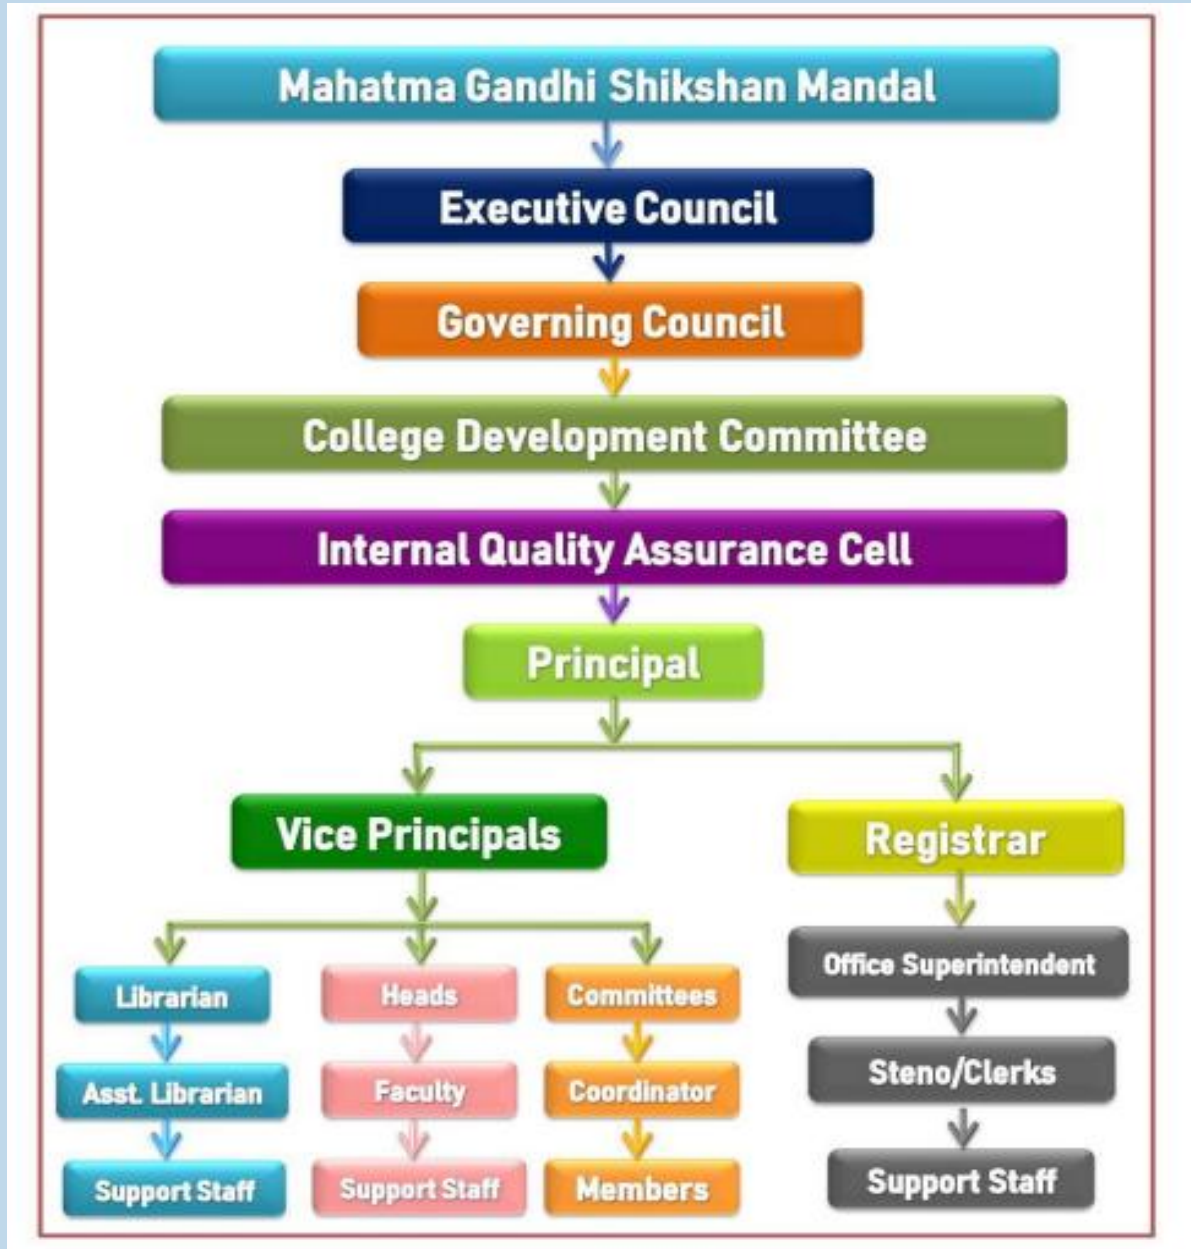 Mahatma Gandhi Shikshan Mandal
Executive Council
Governing Council
College Development Committee
Internal Quality Assurance Cell
Principal
Vice Principals
Registrar
Librarian
Heads
Committees
Office Superintendent
Asst. Librarian
Faculty
Coordinator
Steno/Clerks
Support Staff
Support Staff
Members
Support Staff